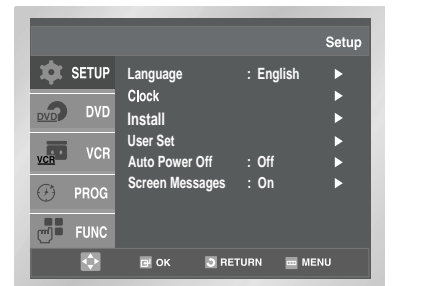 Setup
SETUP
Language : English ►
Clock ►
DVD
DVD
Install ►
User Set ►
VCR
VCR
Auto Power Off : Off ►
Screen Messages : On ►
PROG
FUNC
OK RETURN MENU